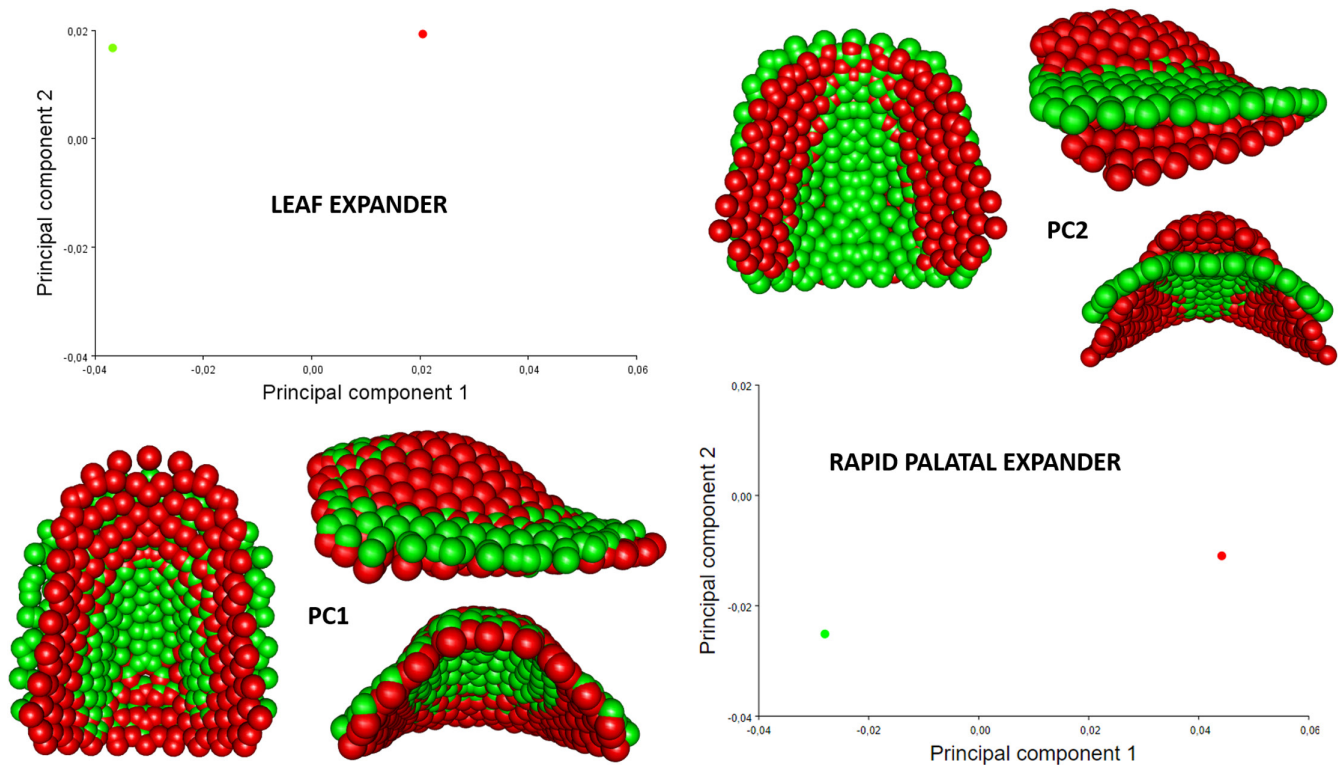 0,02
0,00
-0,02
-0,04
Principal component 2
LEAF EXPANDER
-0,04
-0,02
0,00
0,02
0,04
0,06
Principal component 1
PC2
PC1
0,02
0,00
-0,02
-0,04
Principal component 2
RAPID PALATAL EXPANDER
-0,04
-0,02
0,00
0,02
0,04
0,06
Principal component 1